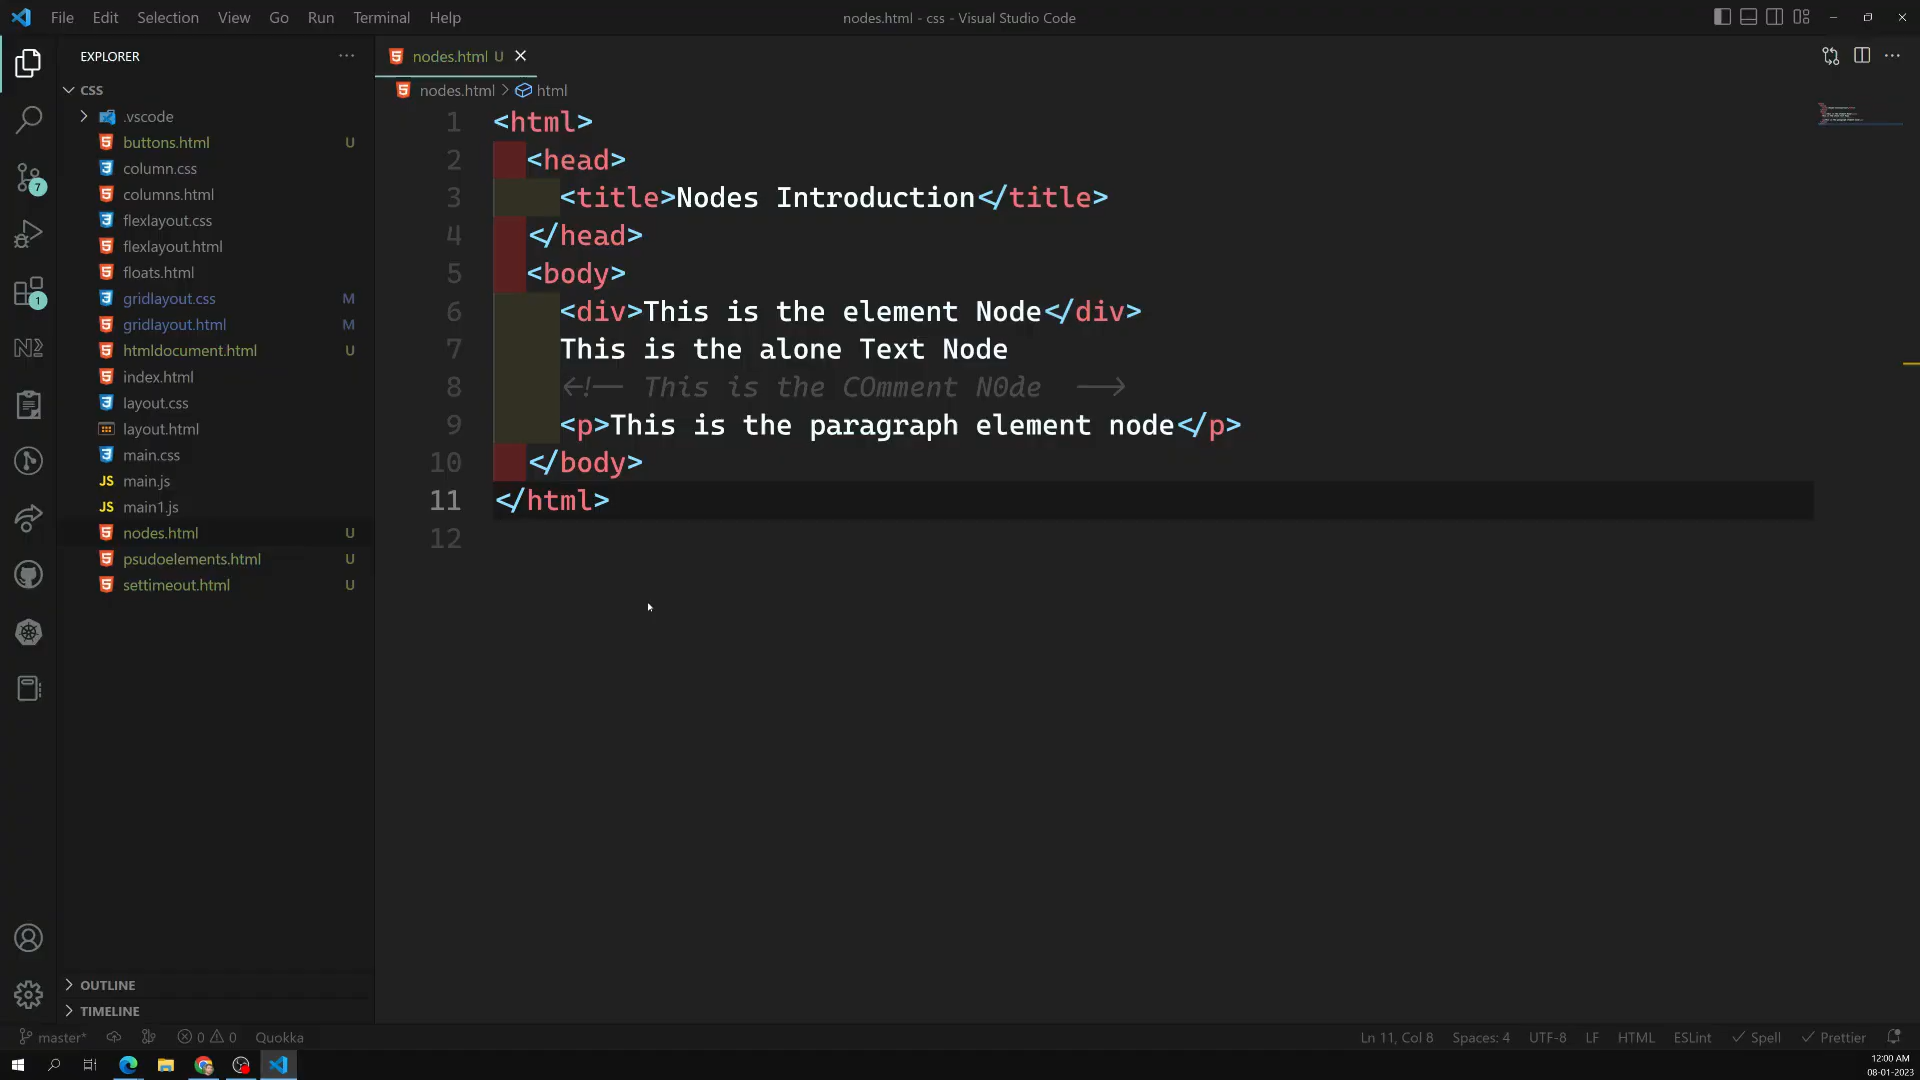 File Edit Selection View Go Run Terminal Help
nodes.html - css - Visual Studio Code
EXPLORER
nodes.html U
CSS
nodes.html > html
.vscode
buttons.html U
column.css
columns.html
flexlayout.css
flexlayout.html
floats.html
gridlayout.css M
gridlayout.html M
htmldocument.html U
index.html
layout.css
layout.html
main.css
JS main.js
JS main1.js
nodes.html U
psudoelements.html U
settimeout.html U
7
1
1 <html>
2 <head>
3 <title>Nodes Introduction</title>
4 </head>
5 <body>
6 <div>This is the element Node</div>
7 This is the alone Text Node
8 <!-- This is the COmment N0de -->
9 <p>This is the paragraph element node</p>
10 </body>
11 </html>
12
OUTLINE
TIMELINE
master* 0 0 Quokka
Ln 11, Col 8 Spaces: 4 UTF-8 LF HTML ESLint Spell Prettier
12:00 AM
08-01-2023